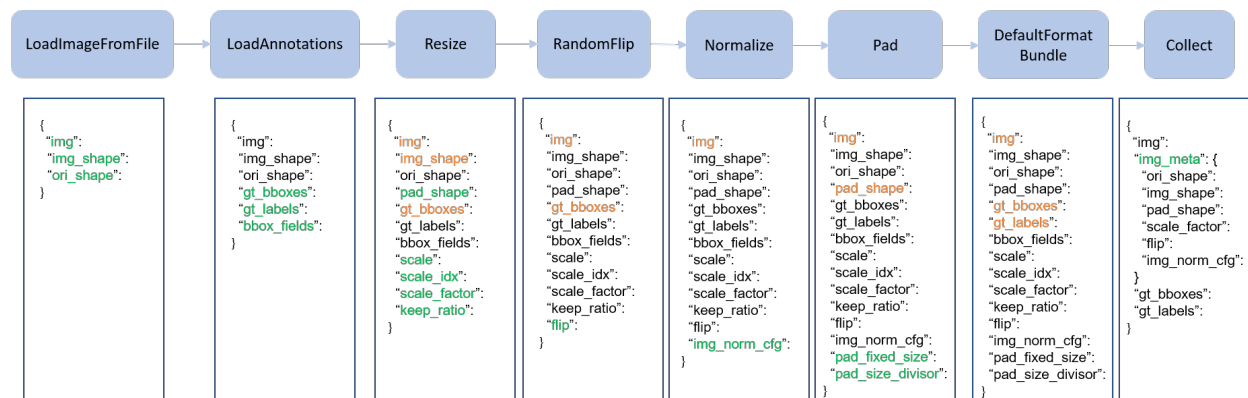 LoadImageFromFile
LoadAnnotations
Resize
RandomFlip
Normalize
Pad
DefaultFormat
Bundle
Collect
{
“img”:
“img_shape”:
“ori_shape”:
}
{
“img”:
“img_shape”:
“ori_shape”:
“gt_bboxes”:
“gt_labels”:
“bbox_fields”:
}
{
“img”:
“img_shape”:
“ori_shape”:
“pad_shape”:
“gt_bboxes”:
“gt_labels”:
“bbox_fields”:
“scale”:
“scale_idx”:
“scale_factor”:
“keep_ratio”:
}
{
“img”:
“img_shape”:
“ori_shape”:
“pad_shape”:
“gt_bboxes”:
“gt_labels”:
“bbox_fields”:
“scale”:
“scale_idx”:
“scale_factor”:
“keep_ratio”:
“flip”:
}
{
“img”:
“img_shape”:
“ori_shape”:
“pad_shape”:
“gt_bboxes”:
“gt_labels”:
“bbox_fields”:
“scale”:
“scale_idx”:
“scale_factor”:
“keep_ratio”:
“flip”:
“img_norm_cfg”:
}
{
“img”:
“img_shape”:
“ori_shape”:
“pad_shape”:
“gt_bboxes”:
“gt_labels”:
“bbox_fields”:
“scale”:
“scale_idx”:
“scale_factor”:
“keep_ratio”:
“flip”:
“img_norm_cfg”:
“pad_fixed_size”:
“pad_size_divisor”:
}
{
“img”:
“img_shape”:
“ori_shape”:
“pad_shape”:
“gt_bboxes”:
“gt_labels”:
“bbox_fields”:
“scale”:
“scale_idx”:
“scale_factor”:
“keep_ratio”:
“flip”:
“img_norm_cfg”:
“pad_fixed_size”:
“pad_size_divisor”:
}
{
“img”:
“img_meta”: {
“ori_shape”:
“img_shape”:
“pad_shape”:
“scale_factor”:
“flip”:
“img_norm_cfg”:
}
“gt_bboxes”:
“gt_labels”:
}